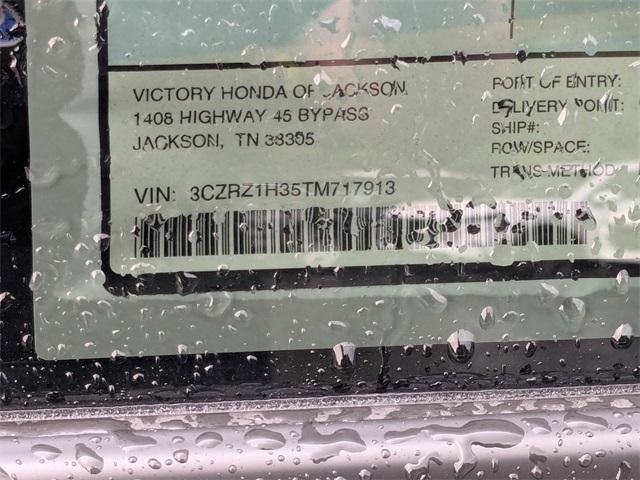 VICTORY HONDA OF JACKSON
1408 HIGHWAY 45 BYPASS
JACKSON, TN 38305
VIN: 3CZRZ1H35TM717913
PORT OF ENTRY:
DELIVERY POINT:
SHIP#:
ROW/SPACE:
TRANS-METHOD